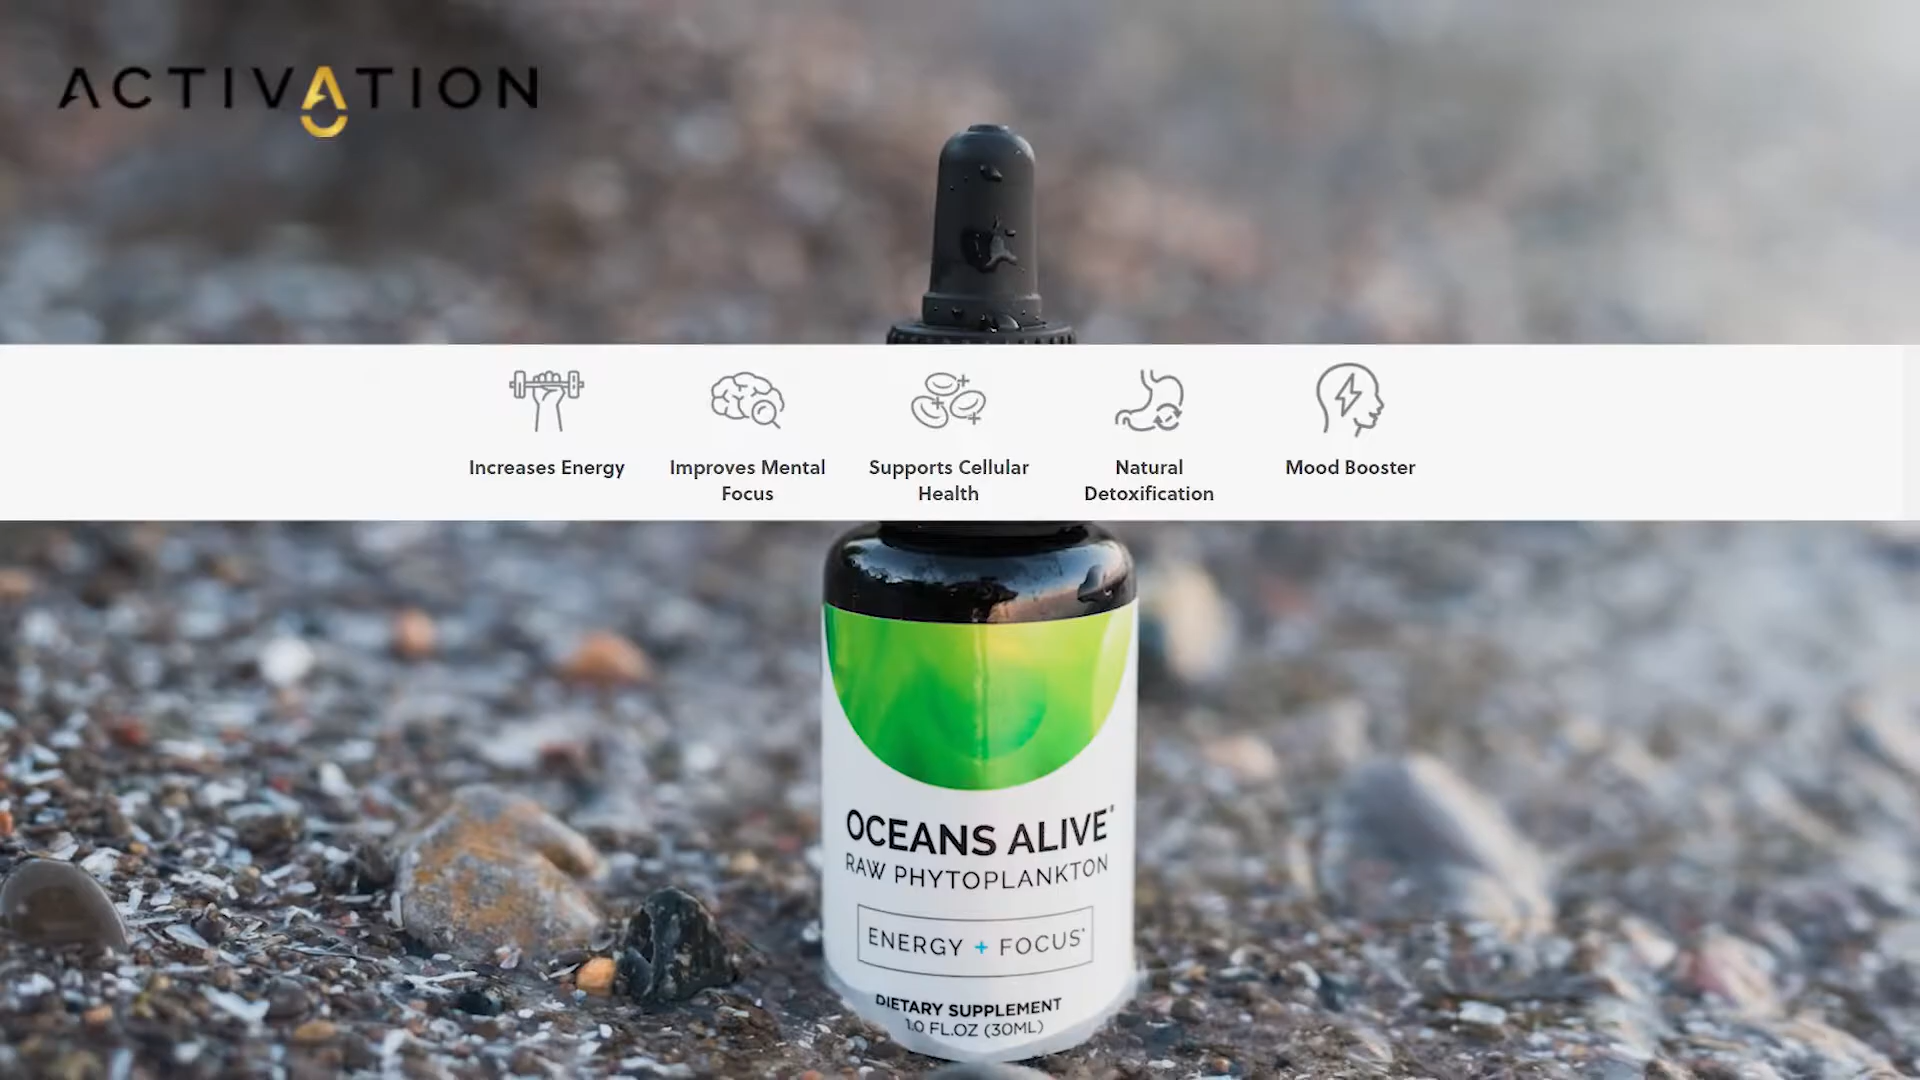 ACTIVATION
Increases Energy
Improves Mental
Focus
Supports Cellular
Health
Natural
Detoxification
Mood Booster
OCEANS ALIVE®
RAW PHYTOPLANKTON
ENERGY + FOCUS*
DIETARY SUPPLEMENT
1.0 FL.OZ (30ML)